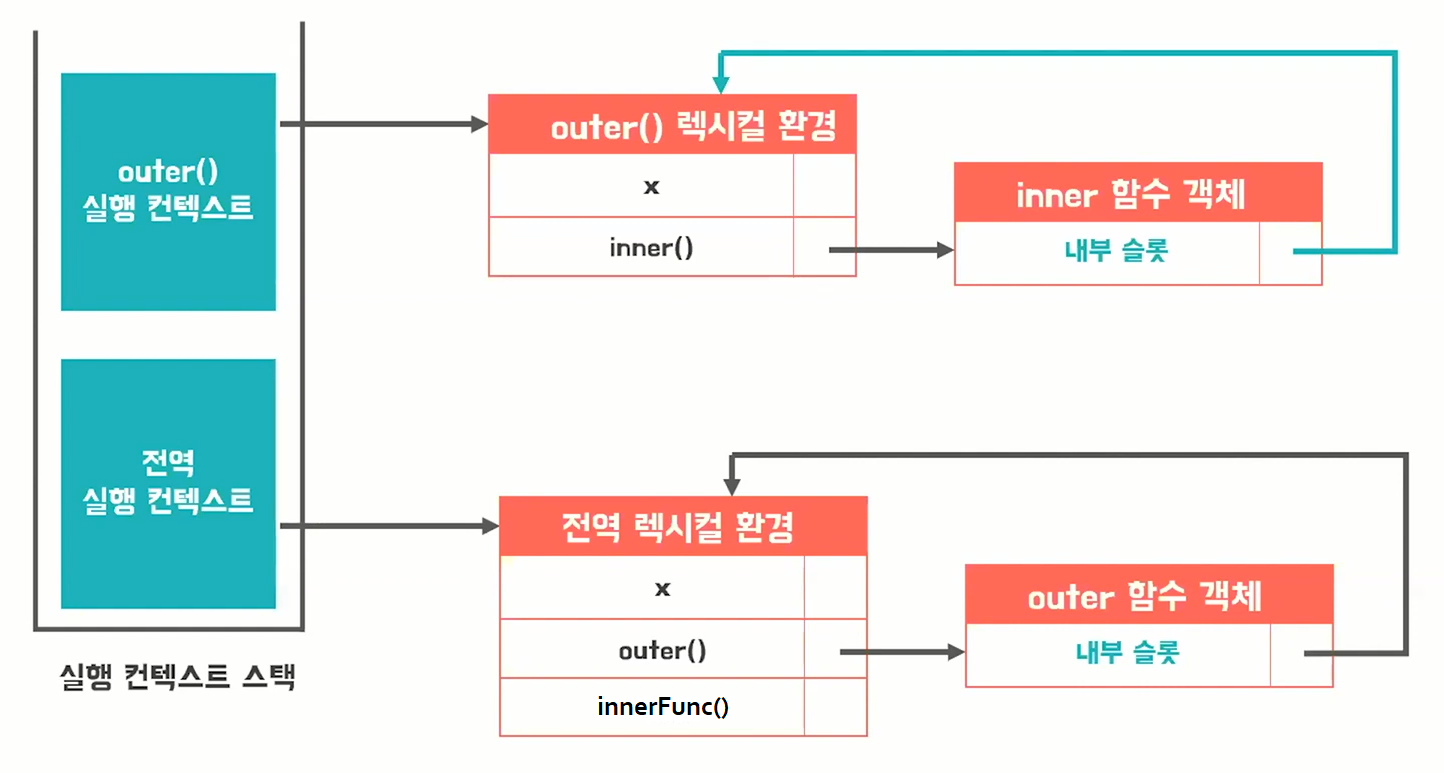 outer()
실행 컨텍스트
전역
실행 컨텍스트
실행 컨텍스트 스택
outer() 렉시컬 환경
x
inner()
inner 함수 객체
내부 슬롯
전역 렉시컬 환경
x
outer()
innerFunc()
outer 함수 객체
내부 슬롯